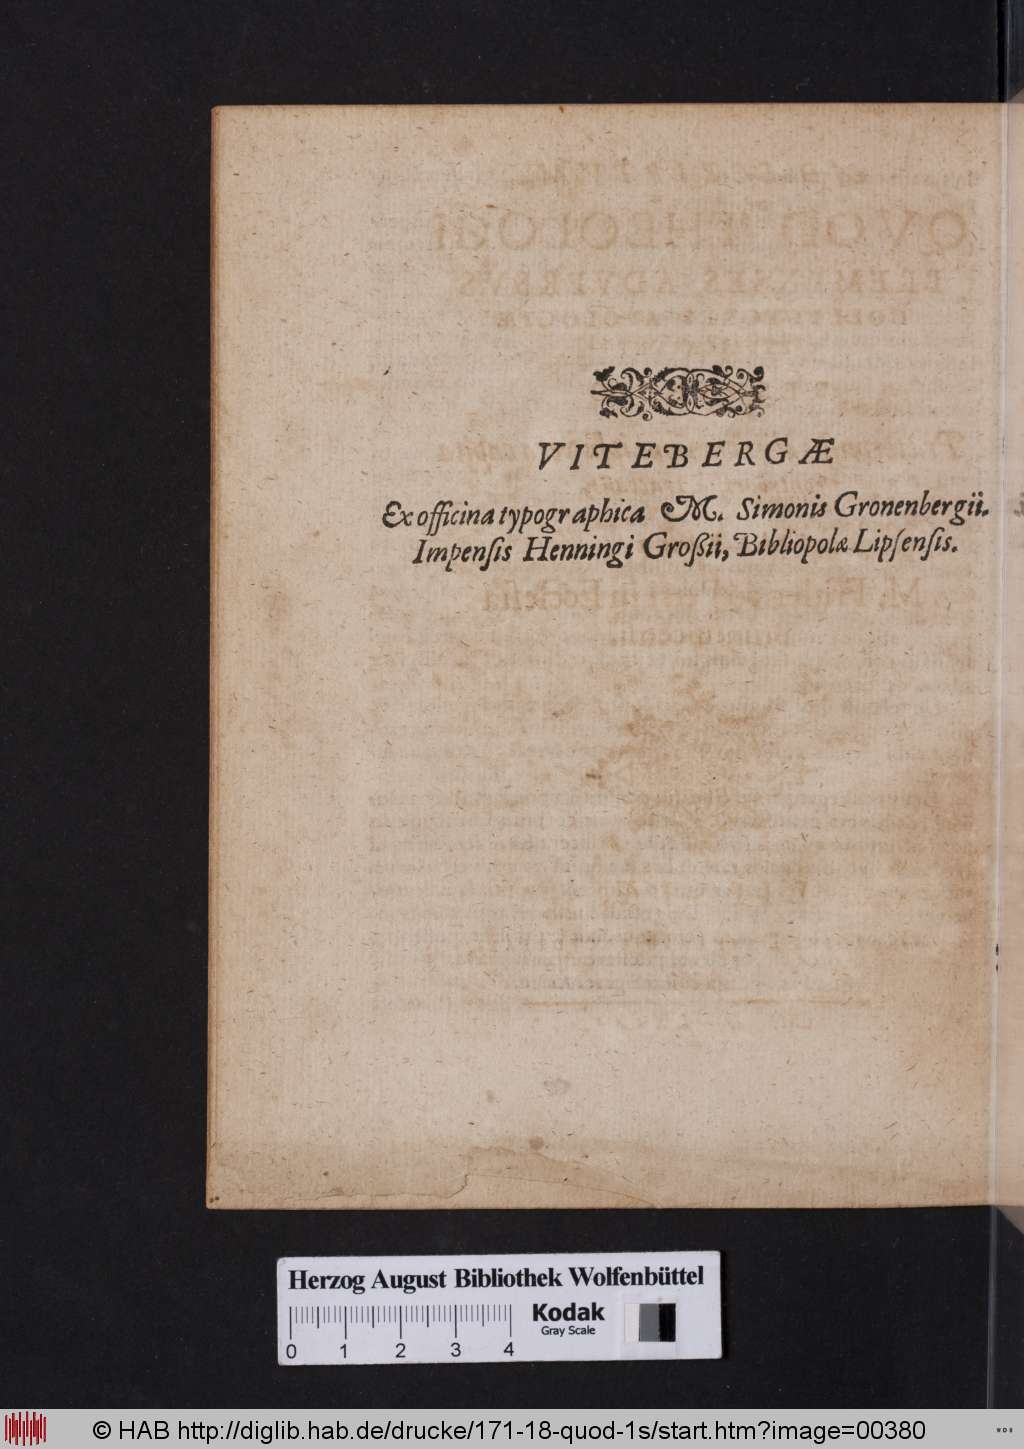 VITEBERGÆ
Ex officina typographica M. Simonis Gronenbergii.
Impenſis Henningi Groſʒii, Bibliopolæ Lipſenſis.
Herzog August Bibliothek Wolfenbüttel
Kodak
Gray Scale
0 1 2 3 4
© HAB http://diglib.hab.de/drucke/171-18-quod-1s/start.htm?image=00380